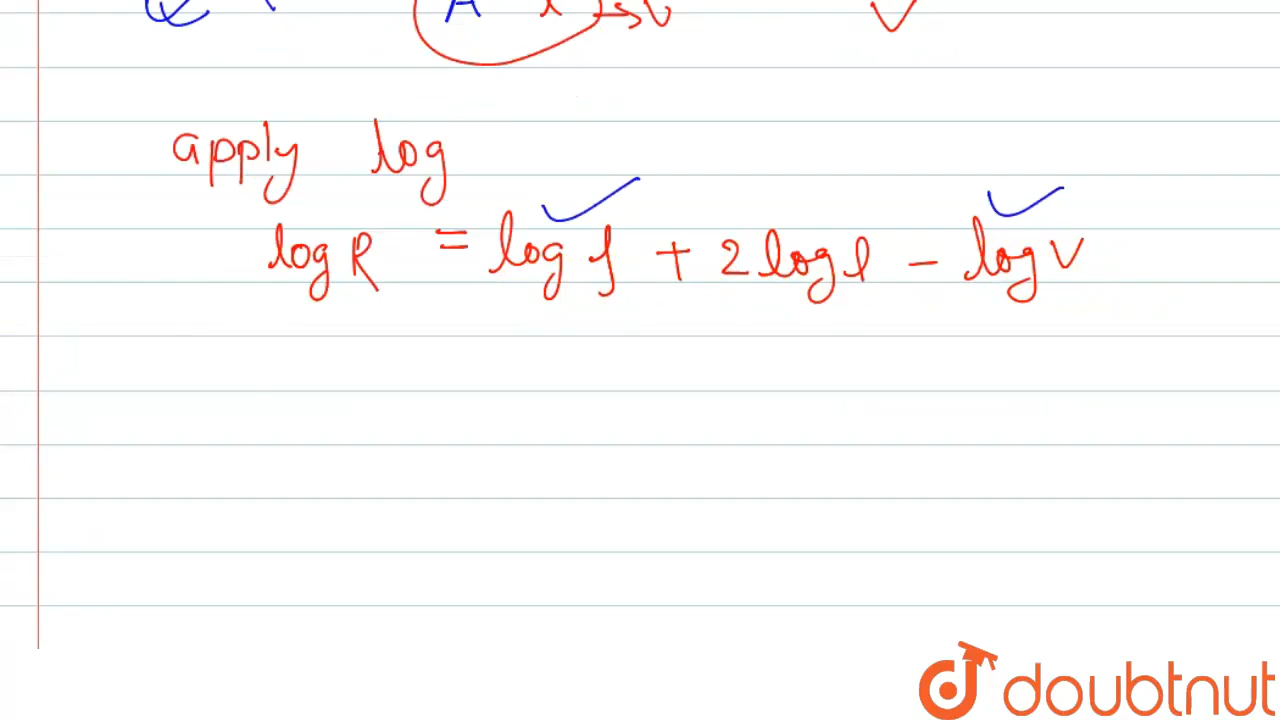 A l → V V
apply log
log R = log ρ + 2 log l - log V
doubtnut